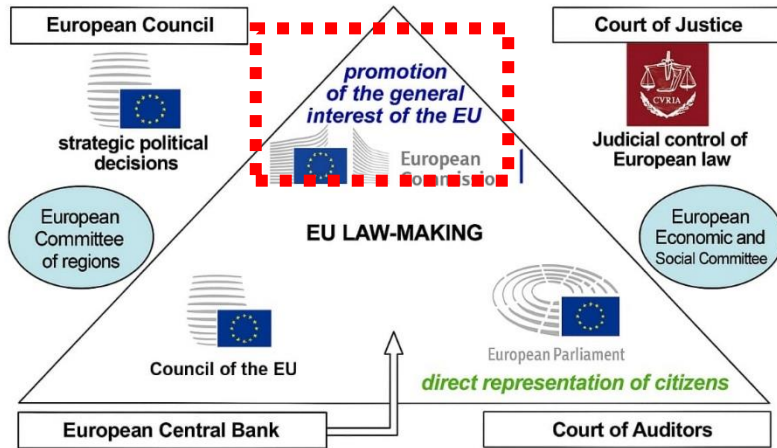 European Council
Court of Justice
promotion
of the general
interest of the EU
CVRIA
strategic political
decisions
European
Commission
Judicial control of
European law
European
Committee
of regions
EU LAW-MAKING
European
Economic and
Social Committee
Council of the EU
European Parliament
direct representation of citizens
European Central Bank
Court of Auditors